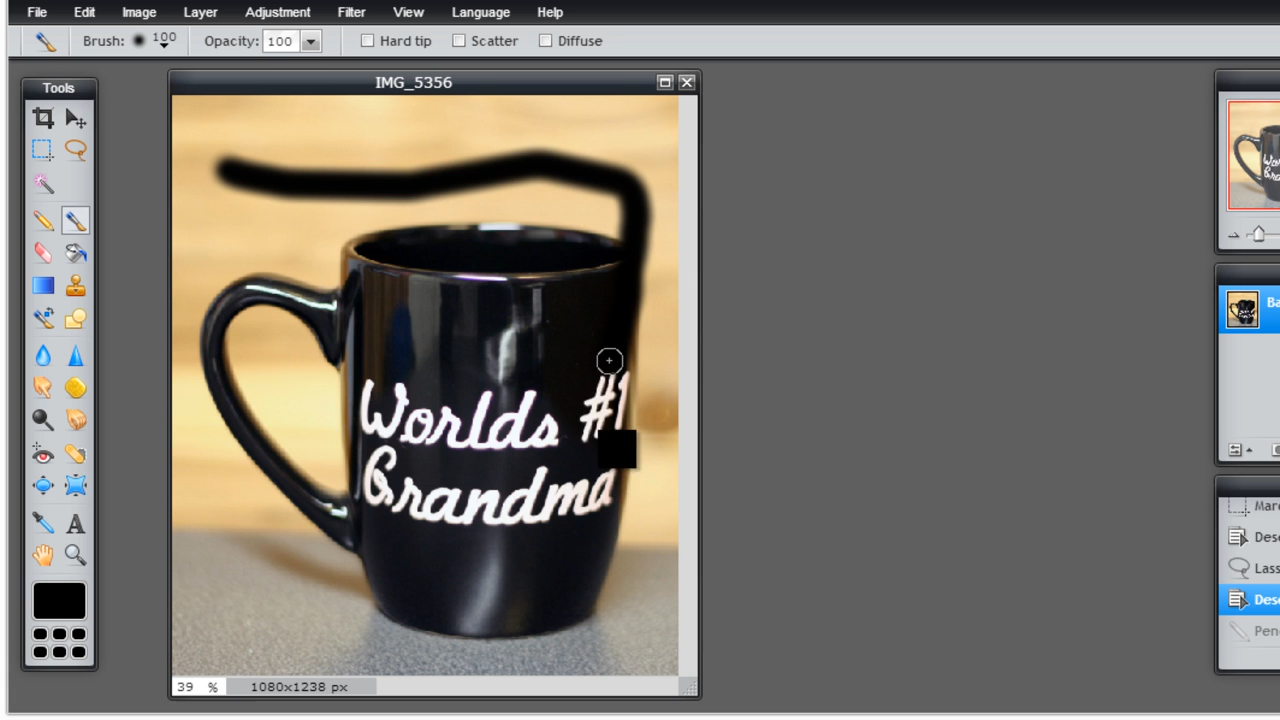 File Edit Image Layer Adjustment Filter View Language Help
Brush: 100 Opacity: 100 Hard tip Scatter Diffuse
Tools
IMG_5356
Worlds #1
Grandma
39 % 1080x1238 px